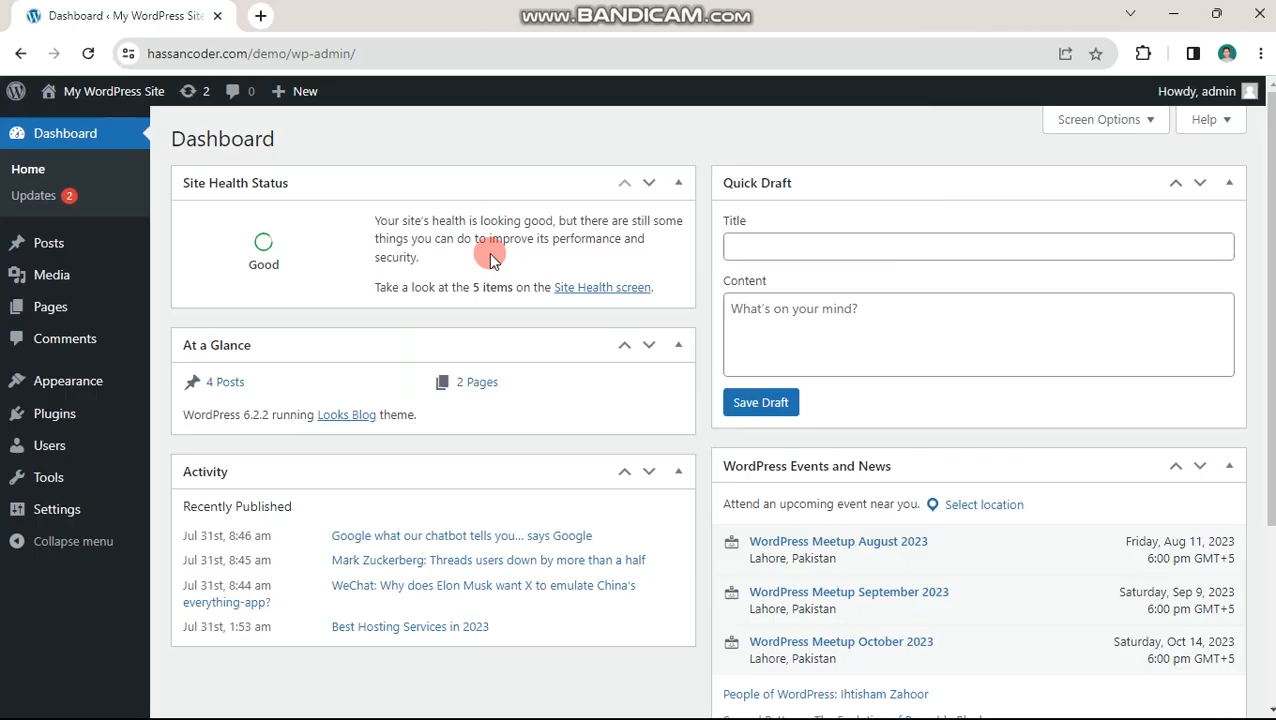 Dashboard ‹ My WordPress Site
www.BANDICAM.com
hassancoder.com/demo/wp-admin/
My WordPress Site
2
0
New
Howdy, admin
Dashboard
Home
Updates 2
Posts
Media
Pages
Comments
Appearance
Plugins
Users
Tools
Settings
Collapse menu
Screen Options
Help
Dashboard
Site Health Status
Good
Your site's health is looking good, but there are still some
things you can do to improve its performance and
security.
Take a look at the 5 items on the Site Health screen.
At a Glance
4 Posts
2 Pages
WordPress 6.2.2 running Looks Blog theme.
Activity
Recently Published
Jul 31st, 8:46 am Google what our chatbot tells you... says Google
Jul 31st, 8:45 am Mark Zuckerberg: Threads users down by more than a half
Jul 31st, 8:44 am WeChat: Why does Elon Musk want X to emulate China's
everything-app?
Jul 31st, 1:53 am Best Hosting Services in 2023
Quick Draft
Title
Content
What's on your mind?
Save Draft
WordPress Events and News
Attend an upcoming event near you. Select location
WordPress Meetup August 2023 Friday, Aug 11, 2023
Lahore, Pakistan 6:00 pm GMT+5
WordPress Meetup September 2023 Saturday, Sep 9, 2023
Lahore, Pakistan 6:00 pm GMT+5
WordPress Meetup October 2023 Saturday, Oct 14, 2023
Lahore, Pakistan 6:00 pm GMT+5
People of WordPress: Ihtisham Zahoor